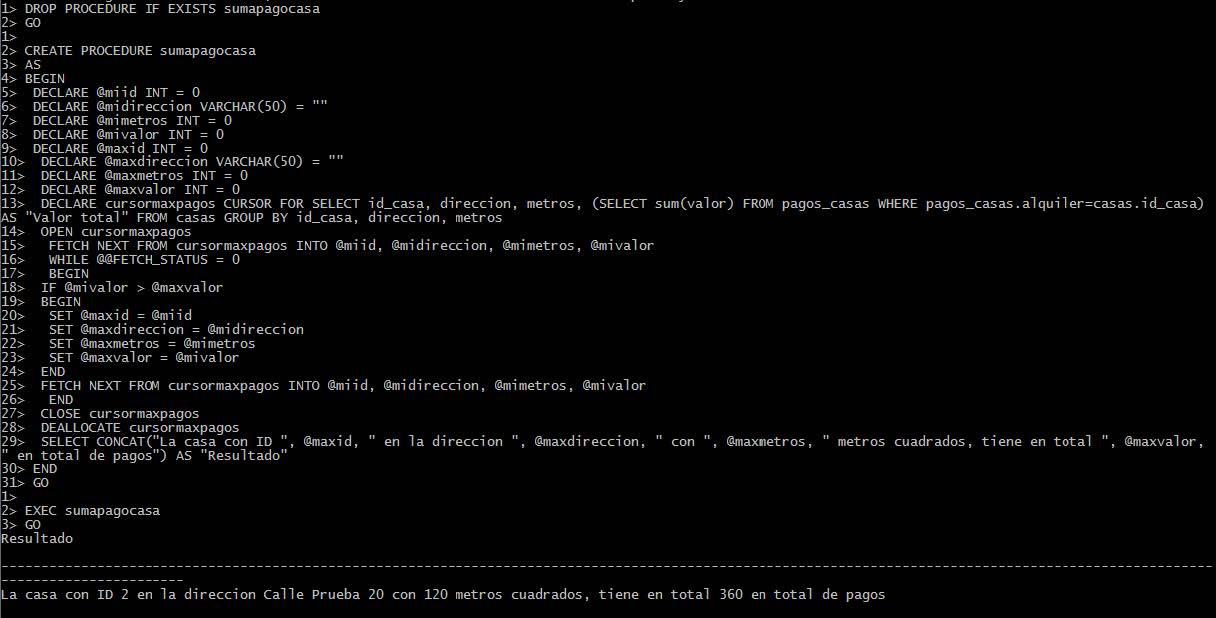 1> DROP PROCEDURE IF EXISTS sumapagocasa
2> GO
1>
2> CREATE PROCEDURE sumapagocasa
3> AS
4> BEGIN
5>  DECLARE @miid INT = 0
6>  DECLARE @midireccion VARCHAR(50) = ""
7>  DECLARE @mimetros INT = 0
8>  DECLARE @mivalor INT = 0
9>  DECLARE @maxid INT = 0
10>  DECLARE @maxdireccion VARCHAR(50) = ""
11>  DECLARE @maxmetros INT = 0
12>  DECLARE @maxvalor INT = 0
13>  DECLARE cursormaxpagos CURSOR FOR SELECT id_casa, direccion, metros, (SELECT sum(valor) FROM pagos_casas WHERE pagos_casas.alquiler=casas.id_casa)
AS "Valor total" FROM casas GROUP BY id_casa, direccion, metros
14>  OPEN cursormaxpagos
15>   FETCH NEXT FROM cursormaxpagos INTO @miid, @midireccion, @mimetros, @mivalor
16>   WHILE @@FETCH_STATUS = 0
17>   BEGIN
18>  IF @mivalor > @maxvalor
19>  BEGIN
20>   SET @maxid = @miid
21>   SET @maxdireccion = @midireccion
22>   SET @maxmetros = @mimetros
23>   SET @maxvalor = @mivalor
24>  END
25>  FETCH NEXT FROM cursormaxpagos INTO @miid, @midireccion, @mimetros, @mivalor
26>   END
27>  CLOSE cursormaxpagos
28>  DEALLOCATE cursormaxpagos
29>  SELECT CONCAT("La casa con ID ", @maxid, " en la direccion ", @maxdireccion, " con ", @maxmetros, " metros cuadrados, tiene en total ", @maxvalor,
" en total de pagos") AS "Resultado"
30> END
31> GO
1>
2> EXEC sumapagocasa
3> GO
Resultado
--------------------------------------------------------------------------------------------------------------------------------------------------------
-----------------------
La casa con ID 2 en la direccion Calle Prueba 20 con 120 metros cuadrados, tiene en total 360 en total de pagos